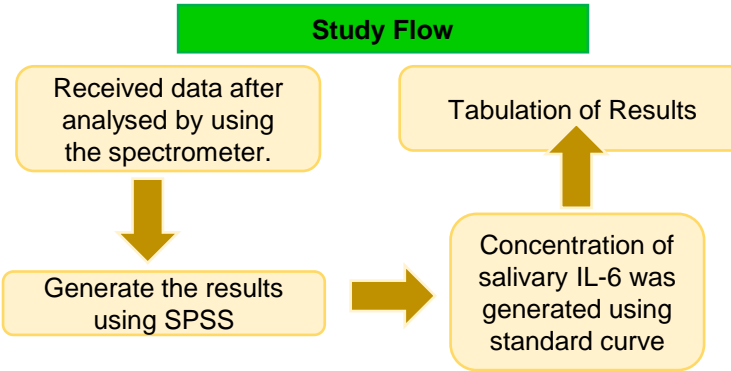 Study Flow
Received data after
analysed by using
the spectrometer.
Generate the results
using SPSS
Concentration of
salivary IL-6 was
generated using
standard curve
Tabulation of Results